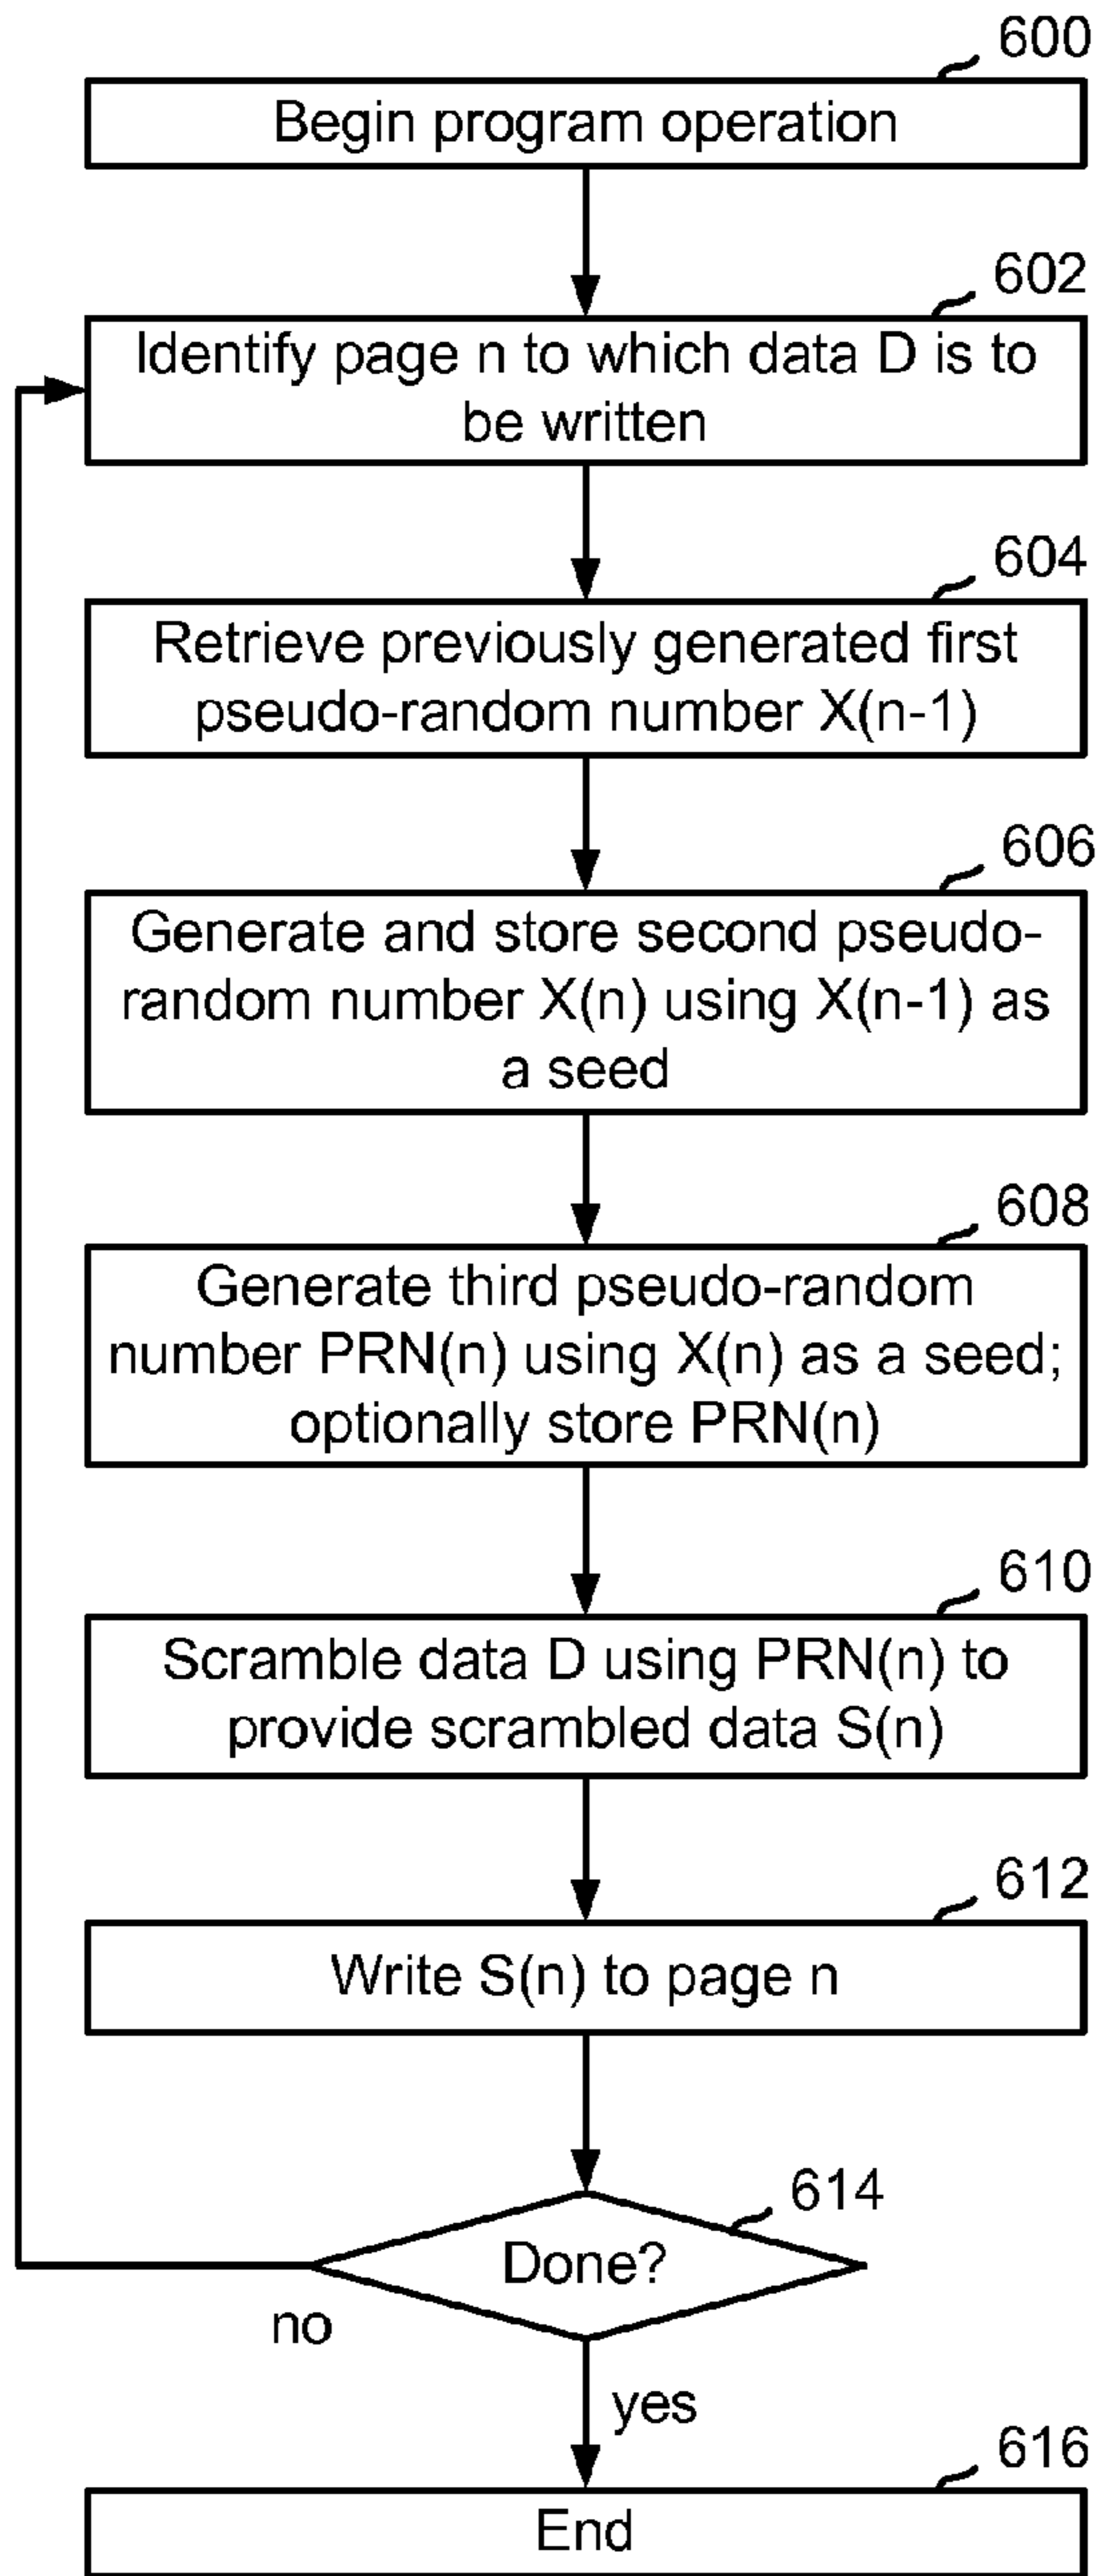 600
Begin program operation
602
Identify page n to which data D is to
be written
604
Retrieve previously generated first
pseudo-random number X(n-1)
606
Generate and store second pseudo-
random number X(n) using X(n-1) as
a seed
608
Generate third pseudo-random
number PRN(n) using X(n) as a seed;
optionally store PRN(n)
610
Scramble data D using PRN(n) to
provide scrambled data S(n)
612
Write S(n) to page n
614
Done?
no
yes
616
End